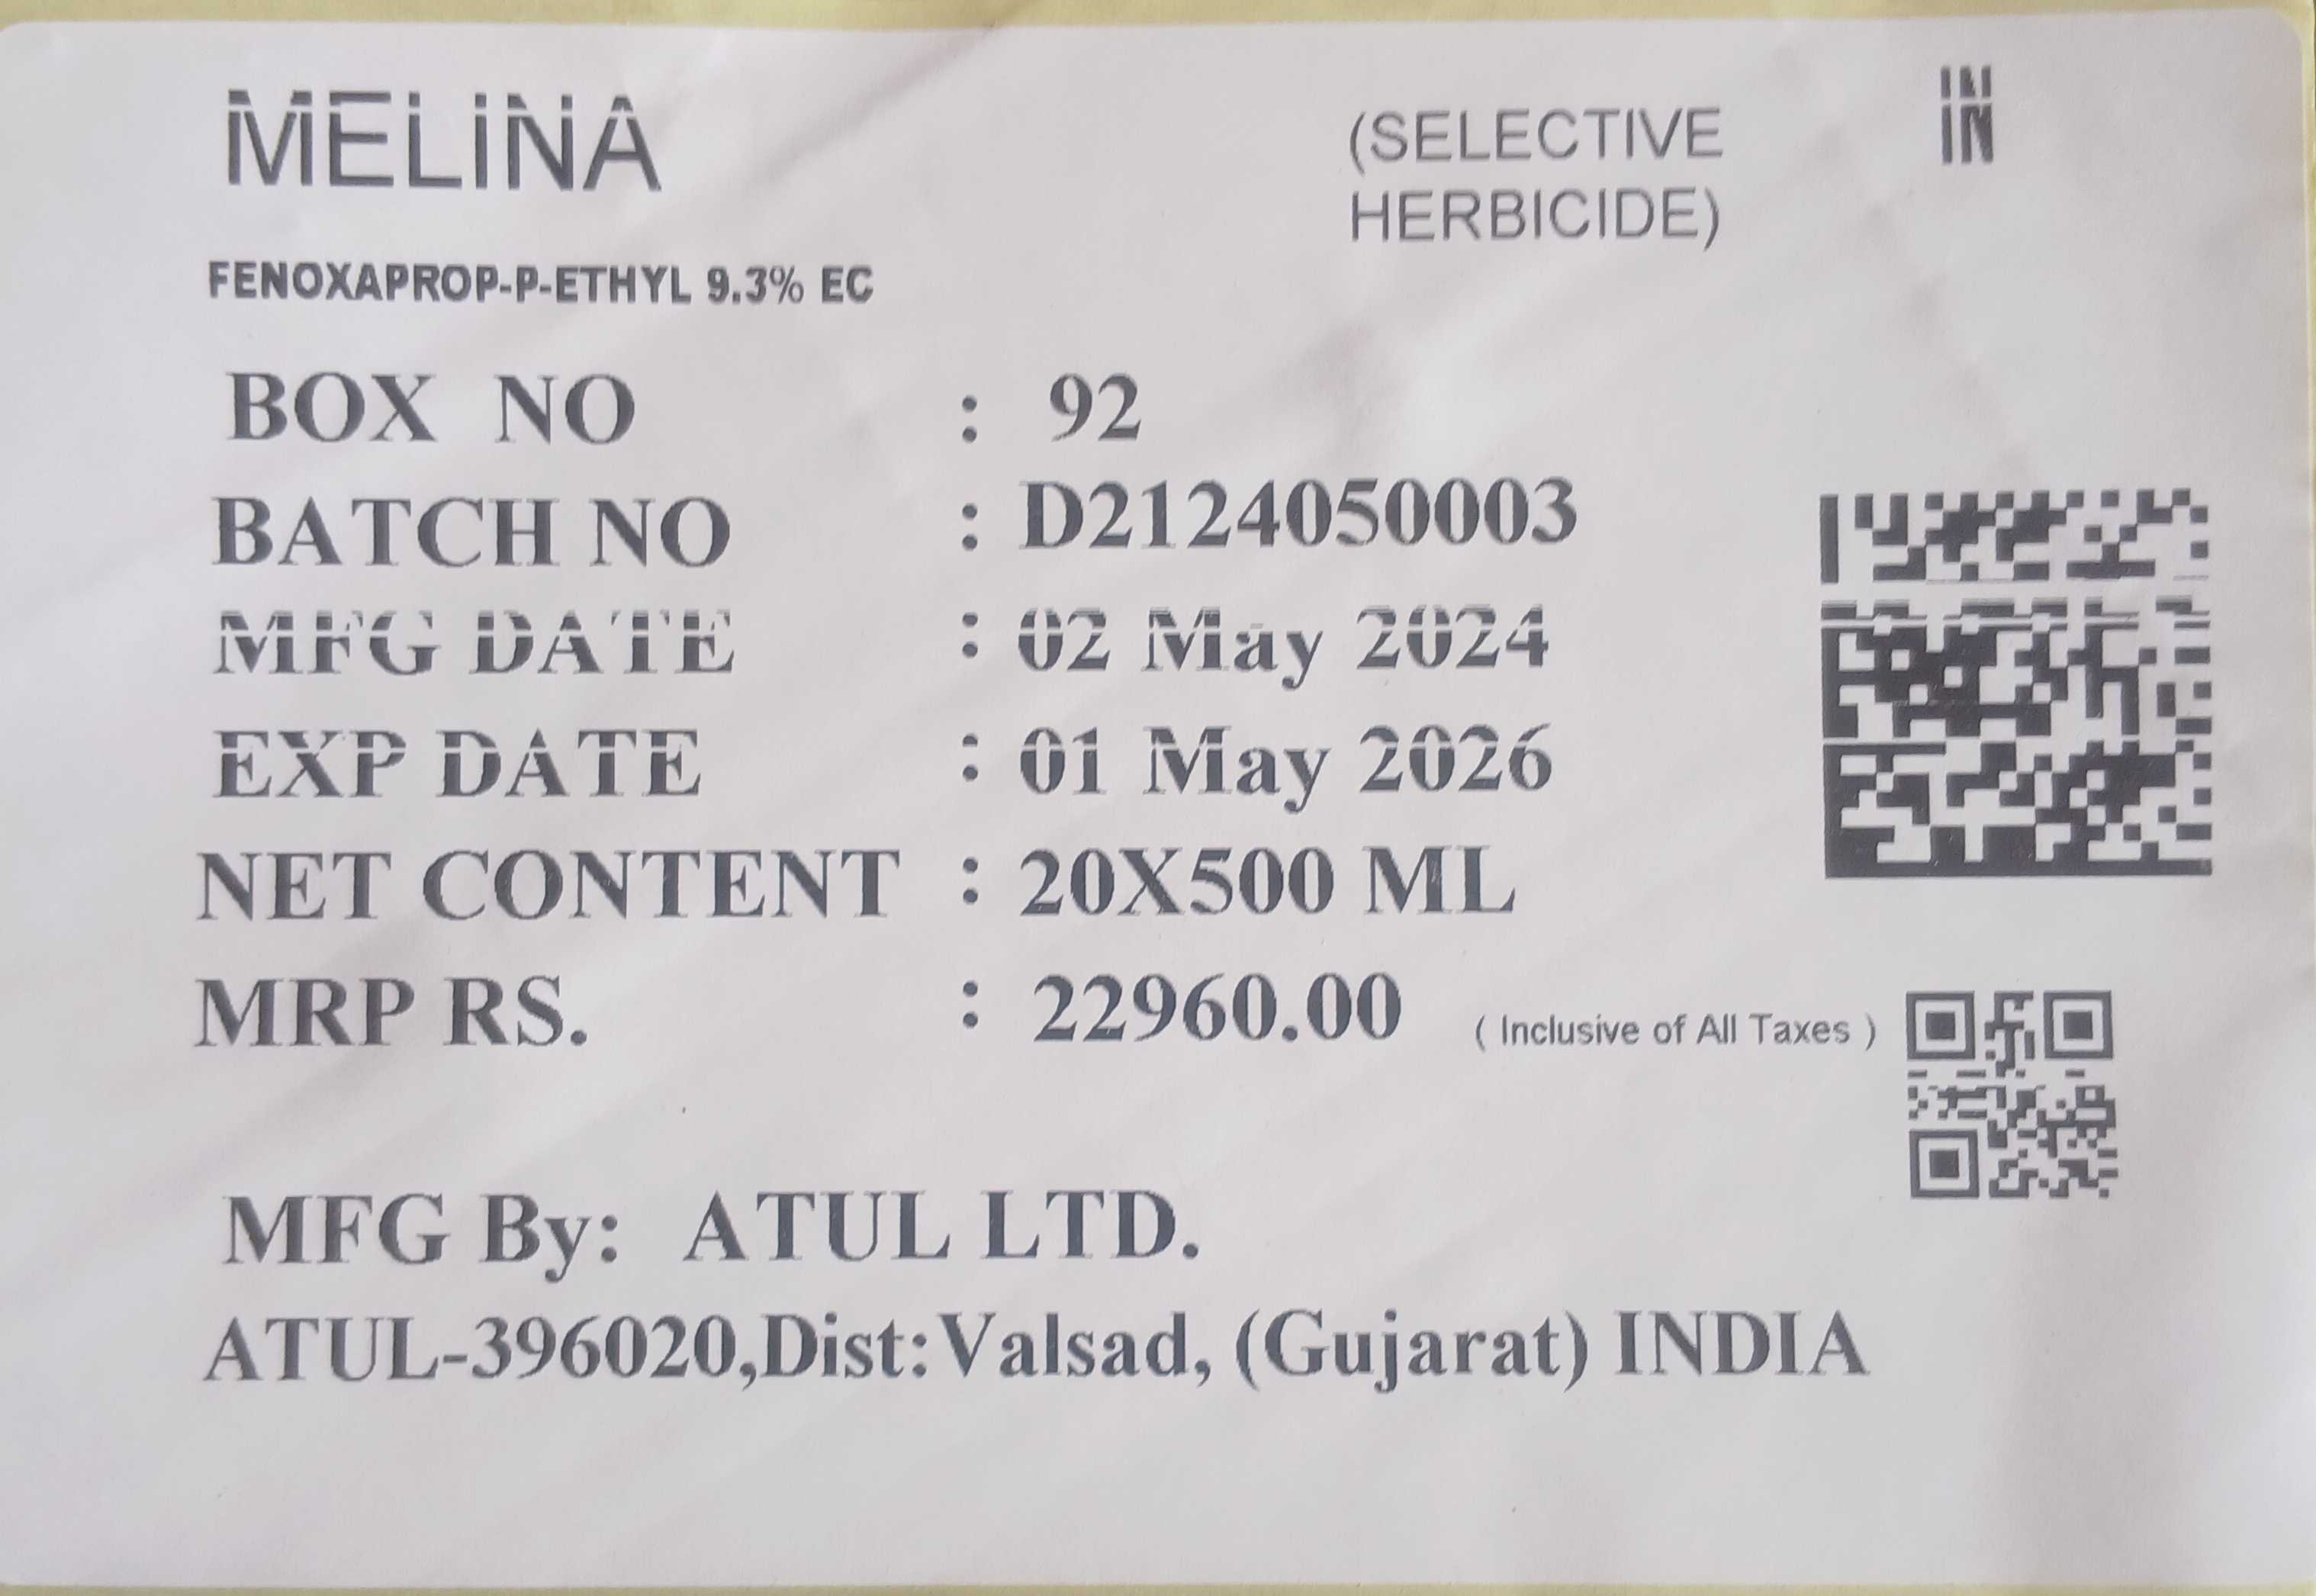 MELINA
(SELECTIVE
HERBICIDE)
IN
FENOXAPROP-P-ETHYL 9.3% EC
BOX NO : 92
BATCH NO : D2124050003
MFG DATE : 02 May 2024
EXP DATE : 01 May 2026
NET CONTENT : 20X500 ML
MRP RS. : 22960.00 ( Inclusive of All Taxes )
MFG By: ATUL LTD.
ATUL-396020,Dist:Valsad, (Gujarat) INDIA